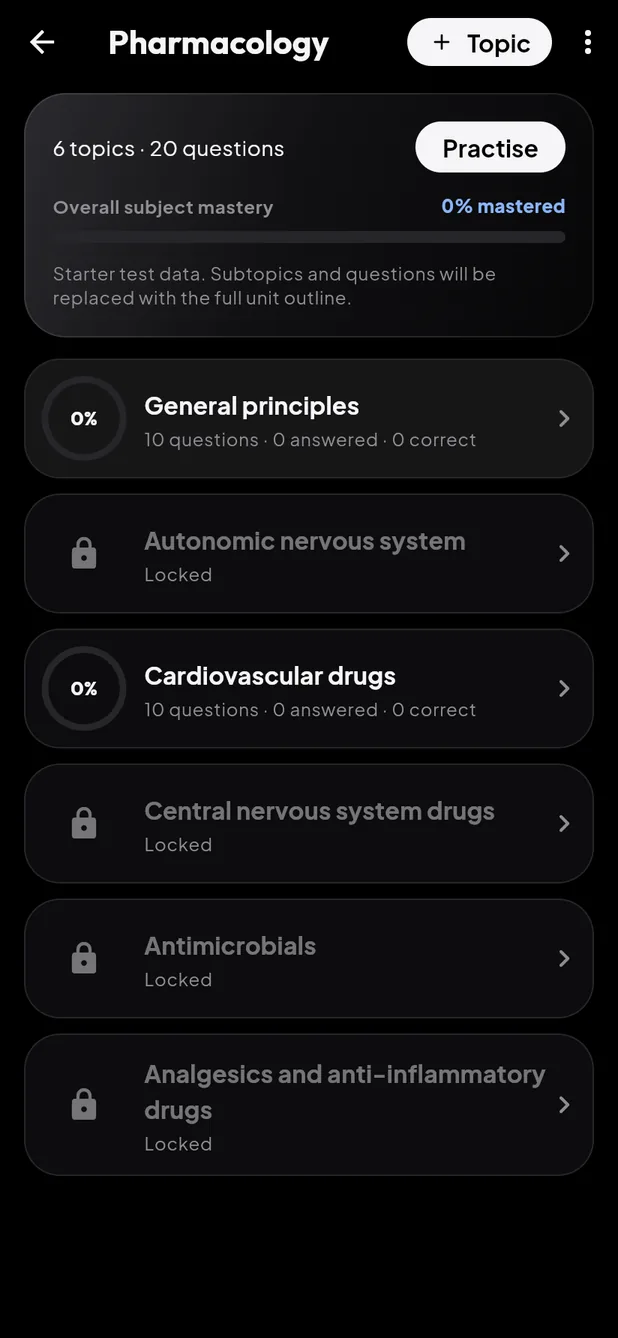 Pharmacology
+ Topic
6 topics · 20 questions
Practise
Overall subject mastery
0% mastered
Starter test data. Subtopics and questions will be
replaced with the full unit outline.
0%
General principles
10 questions · 0 answered · 0 correct
Autonomic nervous system
Locked
0%
Cardiovascular drugs
10 questions · 0 answered · 0 correct
Central nervous system drugs
Locked
Antimicrobials
Locked
Analgesics and anti-inflammatory
drugs
Locked